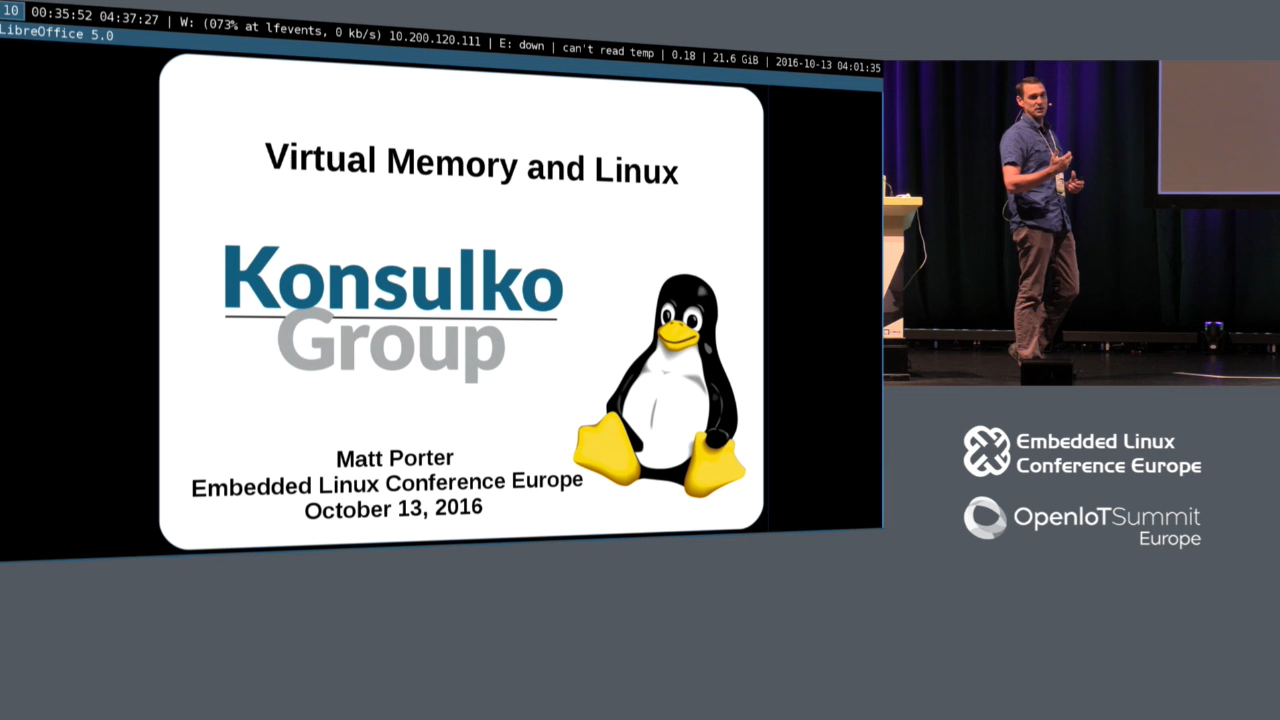 10 00:35:52 04:37:27 | W: (073% at lfevents, 0 kb/s) 10.200.120.111 | E: down | can't read temp | 0.18 | 21.6 GiB | 2016-10-13 04:01:35
LibreOffice 5.0
Virtual Memory and Linux
Konsulko
Group
Matt Porter
Embedded Linux Conference Europe
October 13, 2016
Embedded Linux
Conference Europe
OpenIoTSummit
Europe